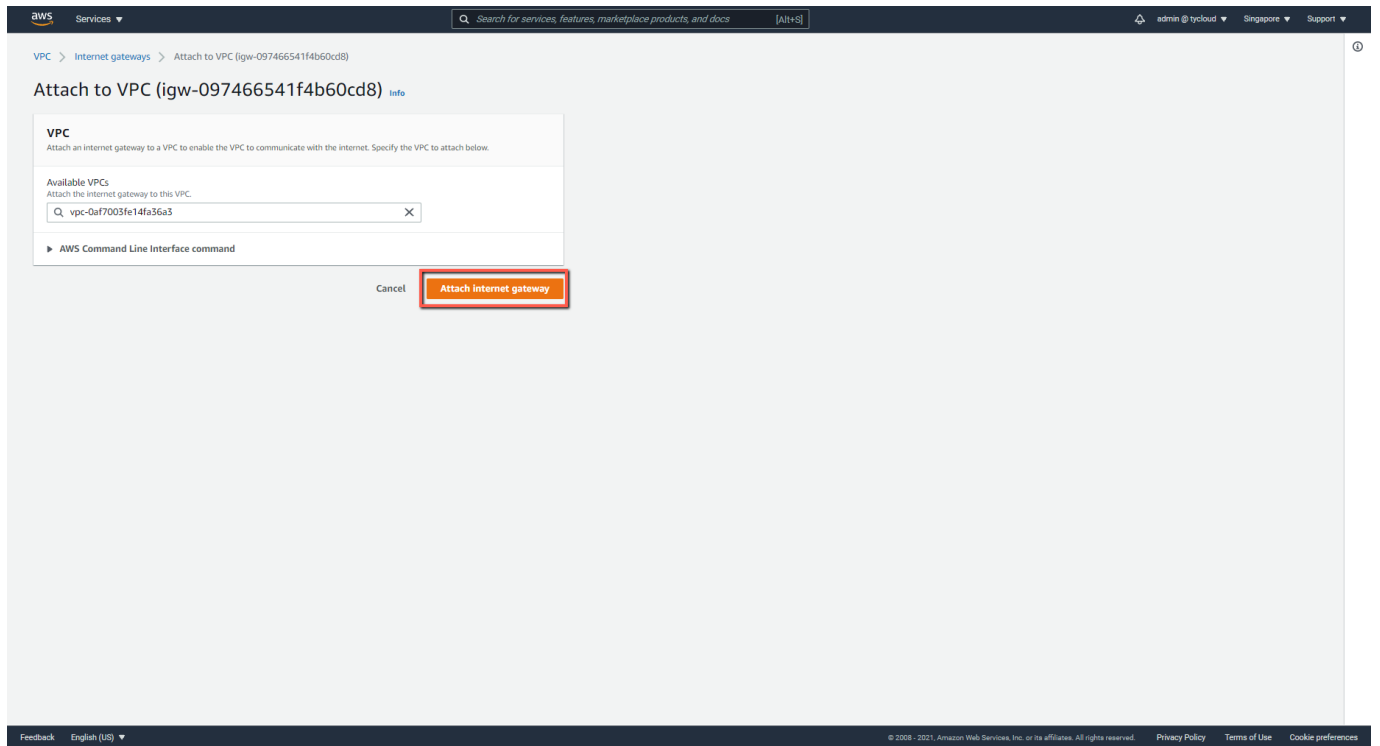 aws Services ▼ Search for services, features, marketplace products, and docs [Alt+S] admin @ tycloud ▼ Singapore ▼ Support ▼
VPC > Internet gateways > Attach to VPC (igw-097466541f4b60cd8)
Attach to VPC (igw-097466541f4b60cd8) Info
VPC
Attach an internet gateway to a VPC to enable the VPC to communicate with the internet. Specify the VPC to attach below.
Available VPCs
Attach the internet gateway to this VPC.
vpc-0af7003fe14fa36a3
AWS Command Line Interface command
Cancel Attach internet gateway
Feedback English (US) ▼ © 2008 - 2021, Amazon Web Services, Inc. or its affiliates. All rights reserved. Privacy Policy Terms of Use Cookie preferences